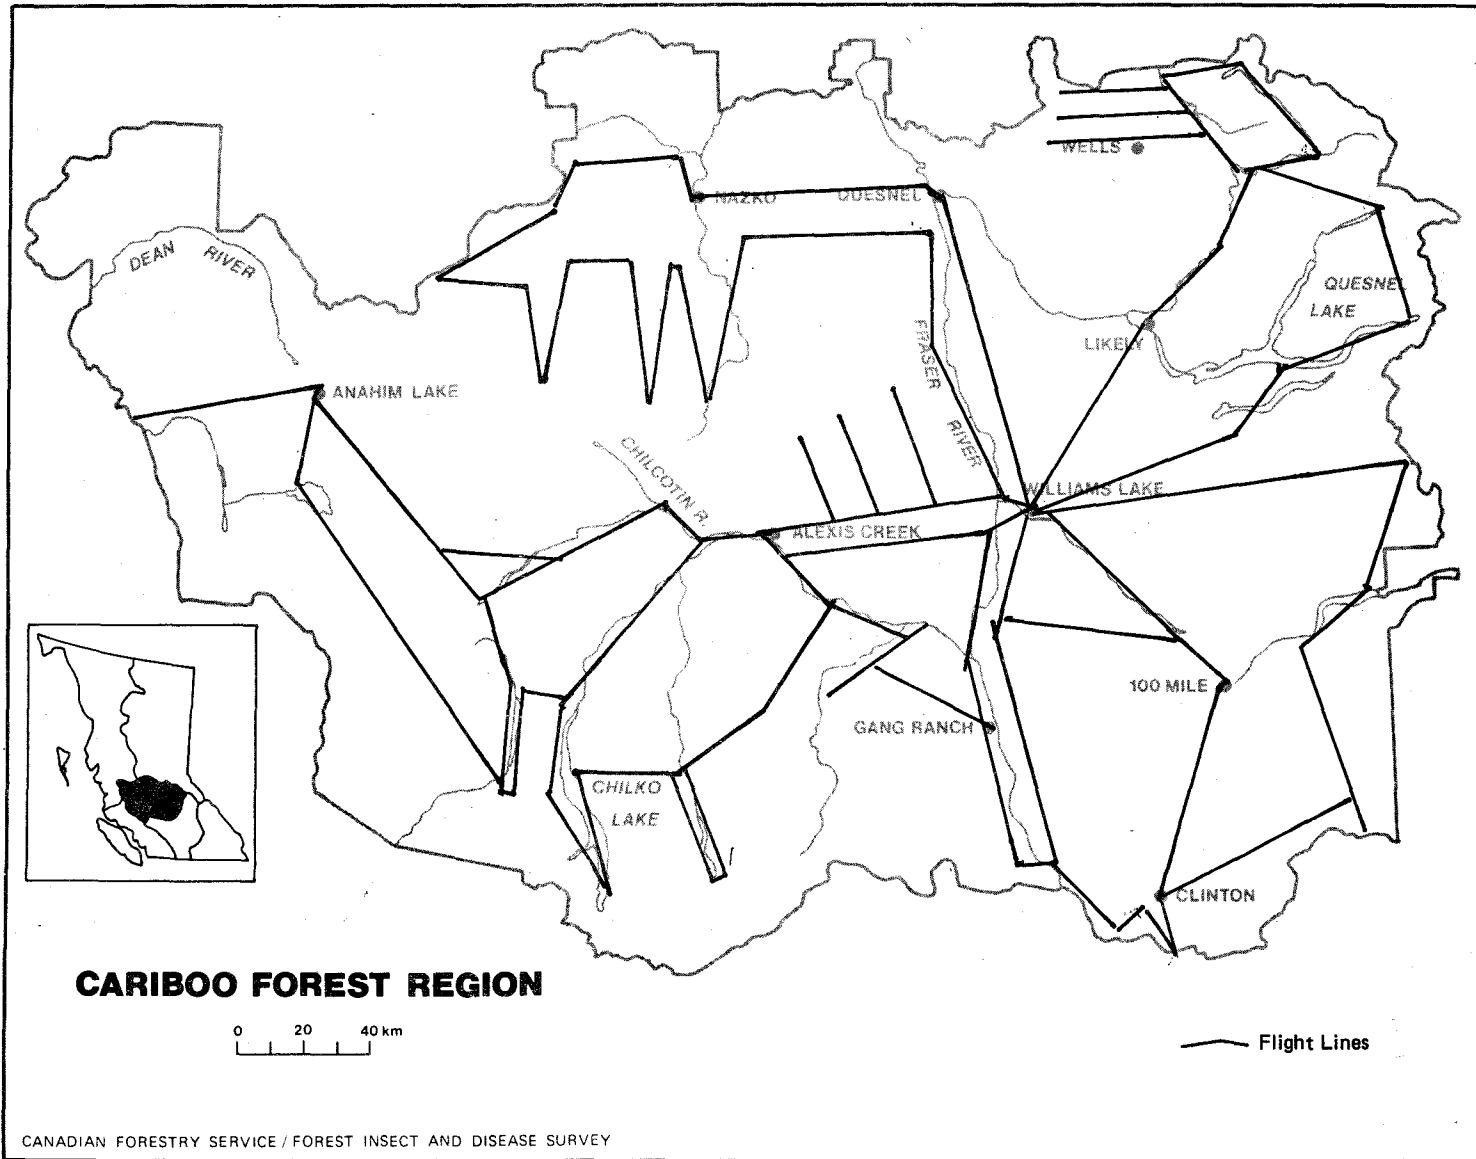 WELLS
NAZKO
QUESNEL
DEAN RIVER
QUESNEL
LAKE
FRASER RIVER
LIKELY
ANAHIM LAKE
CHILCOTIN R.
WILLIAMS LAKE
ALEXIS CREEK
100 MILE
GANG RANCH
CHILKO
LAKE
CLINTON
CARIBOO FOREST REGION
0 20 40 km
Flight Lines
CANADIAN FORESTRY SERVICE / FOREST INSECT AND DISEASE SURVEY